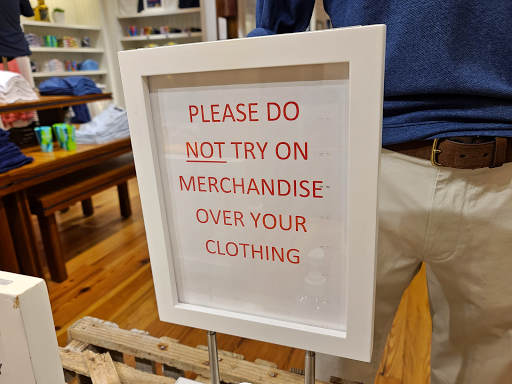 PLEASE DO
NOT TRY ON
MERCHANDISE
OVER YOUR
CLOTHING